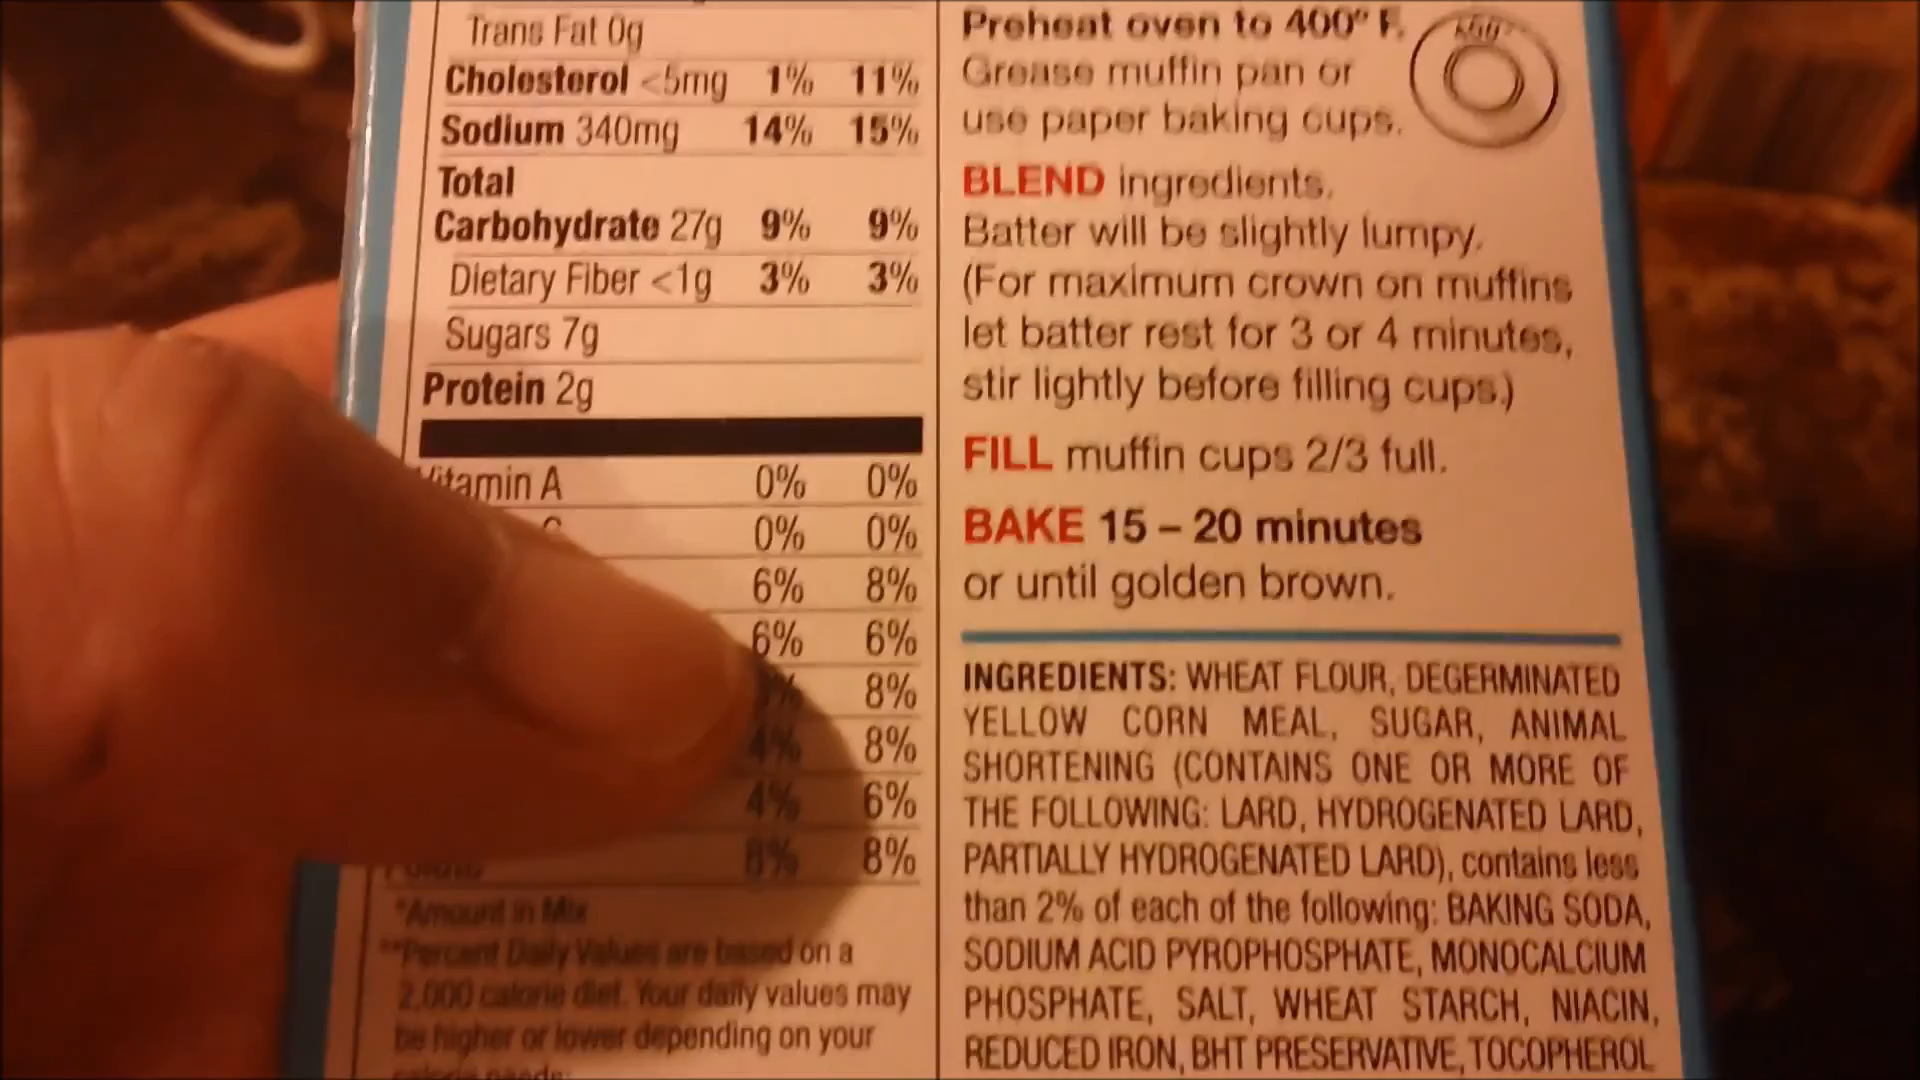 Trans Fat 0g
Cholesterol <5mg 1% 11%
Sodium 340mg 14% 15%
Total
Carbohydrate 27g 9% 9%
Dietary Fiber <1g 3% 3%
Sugars 7g
Protein 2g
Vitamin A 0% 0%
0% 0%
6% 8%
6% 6%
8%
4% 8%
4% 6%
8% 8%
*Amount in Mix
**Percent Daily Values are based on a
2,000 calorie diet. Your daily values may
be higher or lower depending on your
calorie needs:
Preheat oven to 400° F.
Grease muffin pan or
use paper baking cups.
BLEND ingredients.
Batter will be slightly lumpy.
(For maximum crown on muffins
let batter rest for 3 or 4 minutes,
stir lightly before filling cups.)
FILL muffin cups 2/3 full.
BAKE 15 – 20 minutes
or until golden brown.
INGREDIENTS: WHEAT FLOUR, DEGERMINATED
YELLOW CORN MEAL, SUGAR, ANIMAL
SHORTENING (CONTAINS ONE OR MORE OF
THE FOLLOWING: LARD, HYDROGENATED LARD,
PARTIALLY HYDROGENATED LARD), contains less
than 2% of each of the following: BAKING SODA,
SODIUM ACID PYROPHOSPHATE, MONOCALCIUM
PHOSPHATE, SALT, WHEAT STARCH, NIACIN,
REDUCED IRON, BHT PRESERVATIVE, TOCOPHEROL